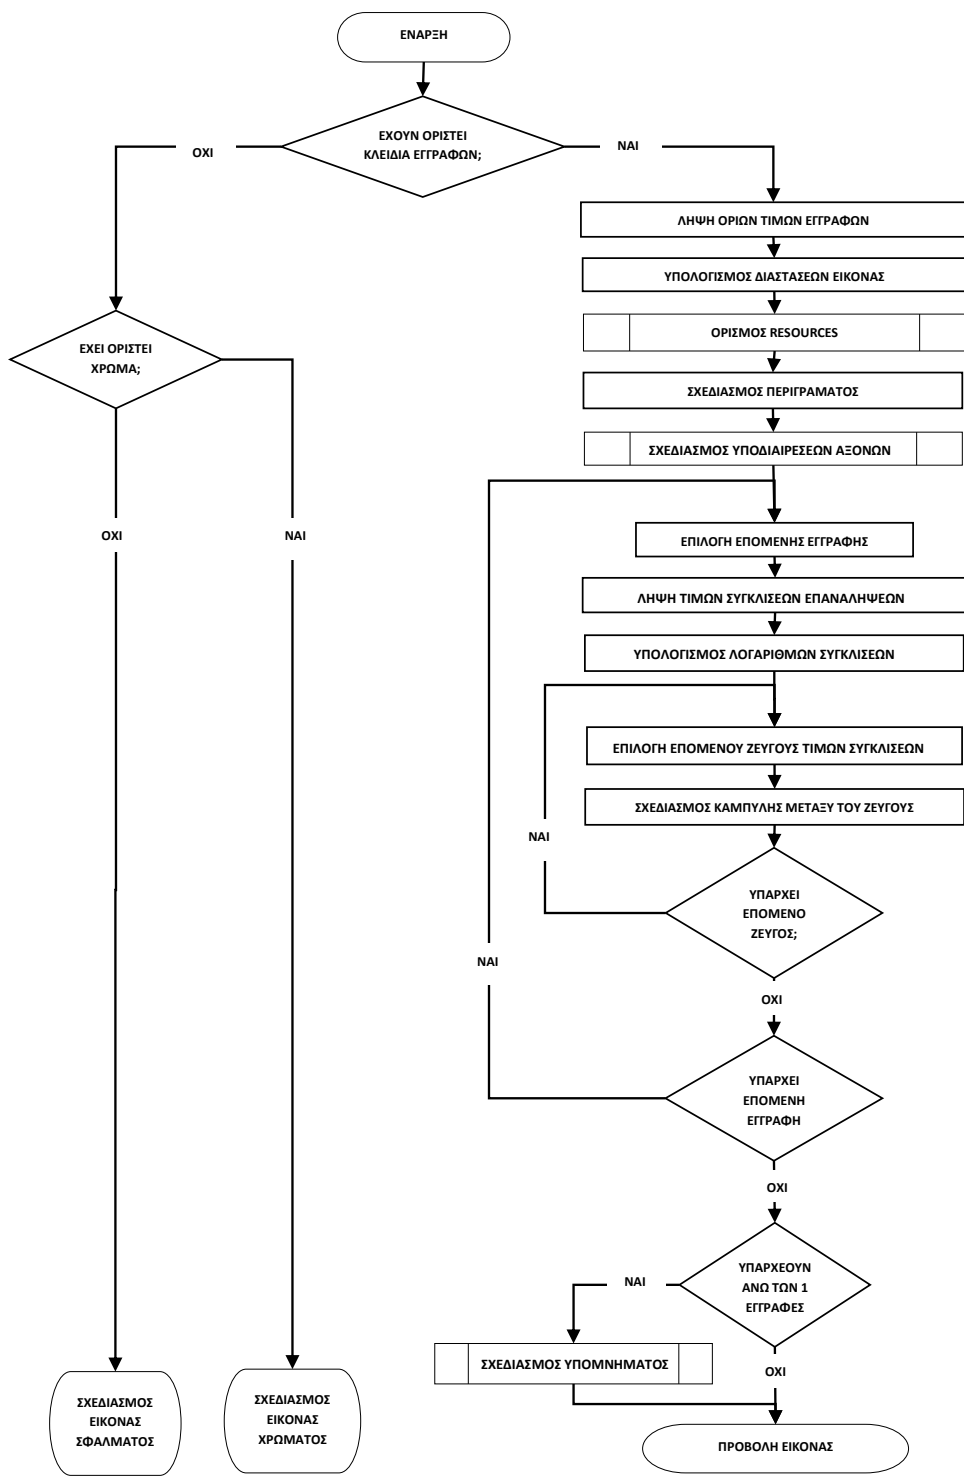 ΕΝΑΡΞΗ
ΕΧΟΥΝ ΟΡΙΣΤΕΙ
ΚΛΕΙΔΙΑ ΕΓΓΡΑΦΩΝ;
ΟΧΙ
ΝΑΙ
ΛΗΨΗ ΟΡΙΩΝ ΤΙΜΩΝ ΕΓΓΡΑΦΩΝ
ΥΠΟΛΟΓΙΣΜΟΣ ΔΙΑΣΤΑΣΕΩΝ ΕΙΚΟΝΑΣ
ΟΡΙΣΜΟΣ RESOURCES
ΕΧΕΙ ΟΡΙΣΤΕΙ
ΧΡΩΜΑ;
ΣΧΕΔΙΑΣΜΟΣ ΠΕΡΙΓΡΑΜΑΤΟΣ
ΣΧΕΔΙΑΣΜΟΣ ΥΠΟΔΙΑΙΡΕΣΕΩΝ ΑΞΟΝΩΝ
ΟΧΙ
ΝΑΙ
ΕΠΙΛΟΓΗ ΕΠΟΜΕΝΗΣ ΕΓΓΡΑΦΗΣ
ΛΗΨΗ ΤΙΜΩΝ ΣΥΓΚΛΙΣΕΩΝ ΕΠΑΝΑΛΗΨΕΩΝ
ΥΠΟΛΟΓΙΣΜΟΣ ΛΟΓΑΡΙΘΜΩΝ ΣΥΓΚΛΙΣΕΩΝ
ΕΠΙΛΟΓΗ ΕΠΟΜΕΝΟΥ ΖΕΥΓΟΥΣ ΤΙΜΩΝ ΣΥΓΚΛΙΣΕΩΝ
ΣΧΕΔΙΑΣΜΟΣ ΚΑΜΠΥΛΗΣ ΜΕΤΑΞΥ ΤΟΥ ΖΕΥΓΟΥΣ
ΝΑΙ
ΥΠΑΡΧΕΙ
ΕΠΟΜΕΝΟ
ΖΕΥΓΟΣ;
ΝΑΙ
ΟΧΙ
ΥΠΑΡΧΕΙ
ΕΠΟΜΕΝΗ
ΕΓΓΡΑΦΗ
ΟΧΙ
ΥΠΑΡΧΕΟΥΝ
ΑΝΩ ΤΩΝ 1
ΕΓΓΡΑΦΕΣ
ΝΑΙ
ΣΧΕΔΙΑΣΜΟΣ ΥΠΟΜΝΗΜΑΤΟΣ
ΟΧΙ
ΣΧΕΔΙΑΣΜΟΣ
ΕΙΚΟΝΑΣ
ΣΦΑΛΜΑΤΟΣ
ΣΧΕΔΙΑΣΜΟΣ
ΕΙΚΟΝΑΣ
ΧΡΩΜΑΤΟΣ
ΠΡΟΒΟΛΗ ΕΙΚΟΝΑΣ